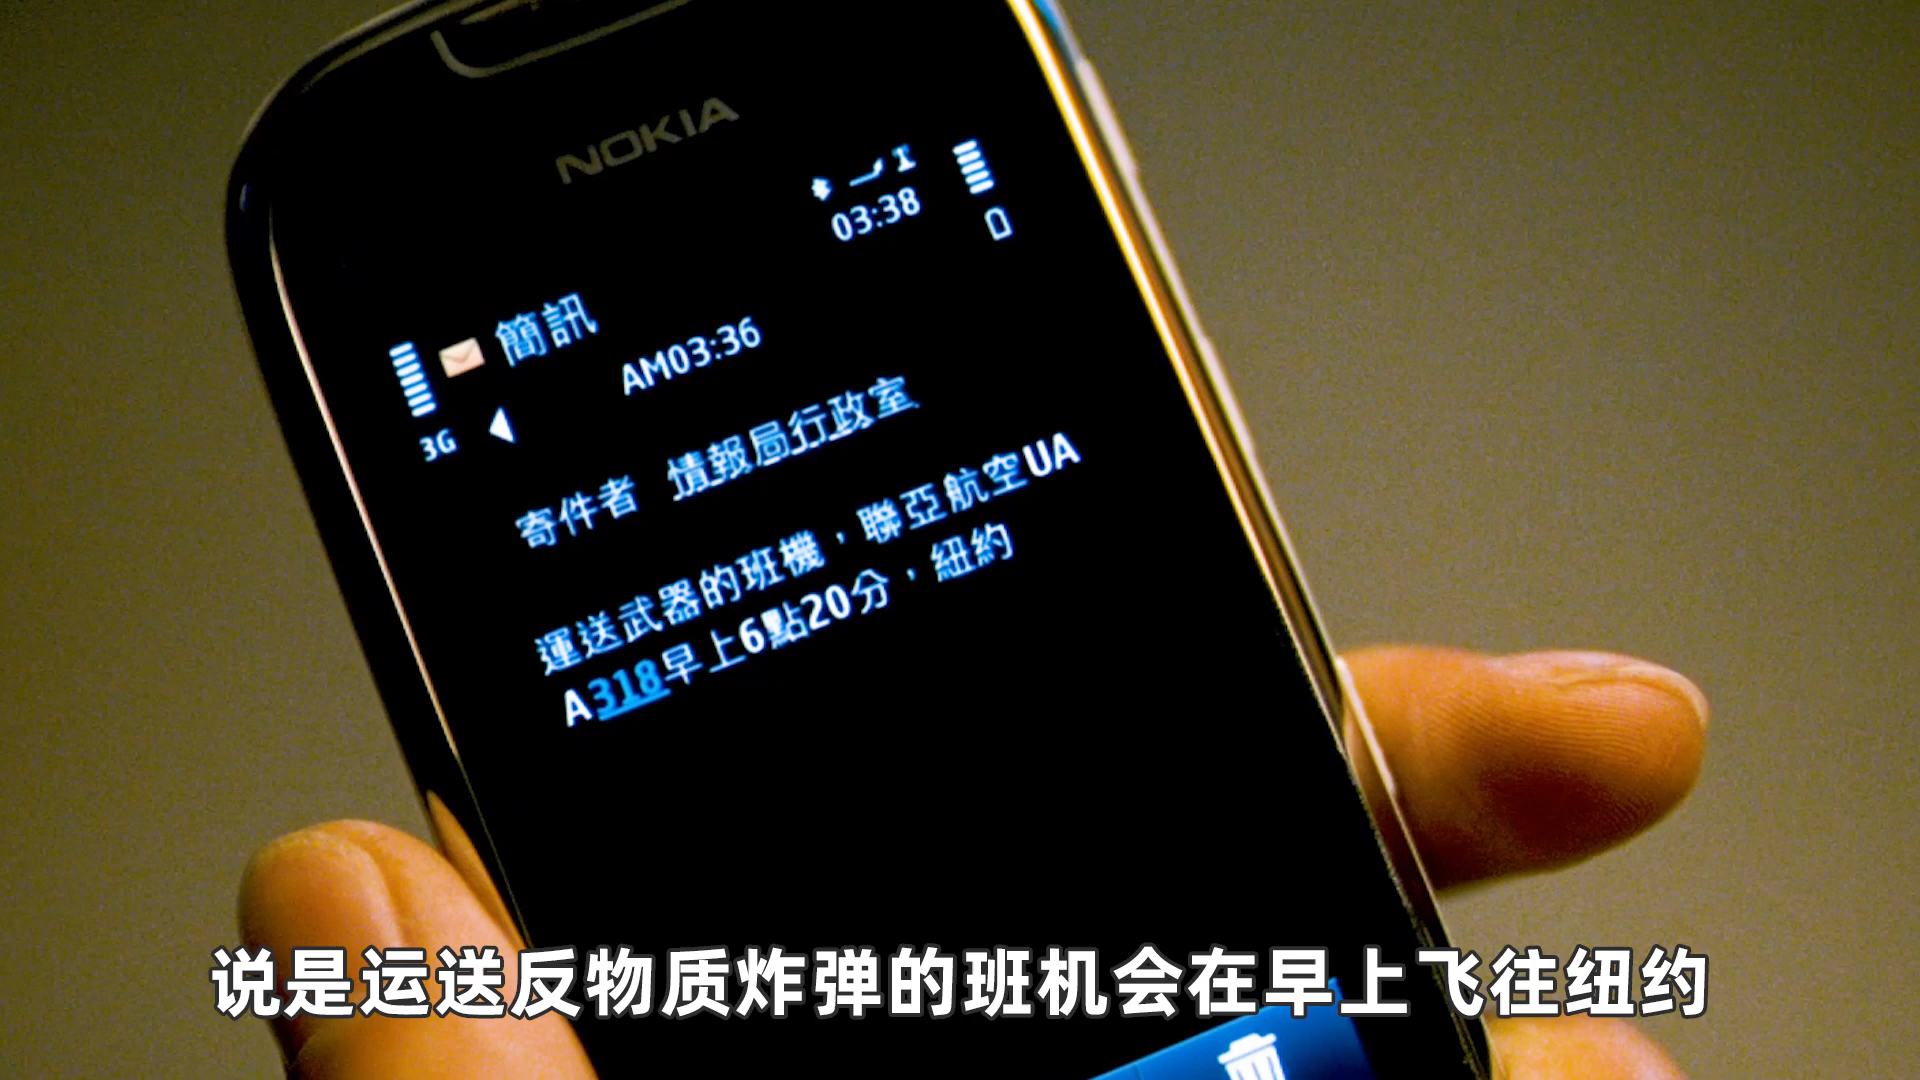 NOKIA
03:38
簡訊
AM03:36
3G
寄件者 情報局行政室
運送武器的班機，聯亞航空UA
A318早上6點20分，紐約
说是运送反物质炸弹的班机会在早上飞往纽约